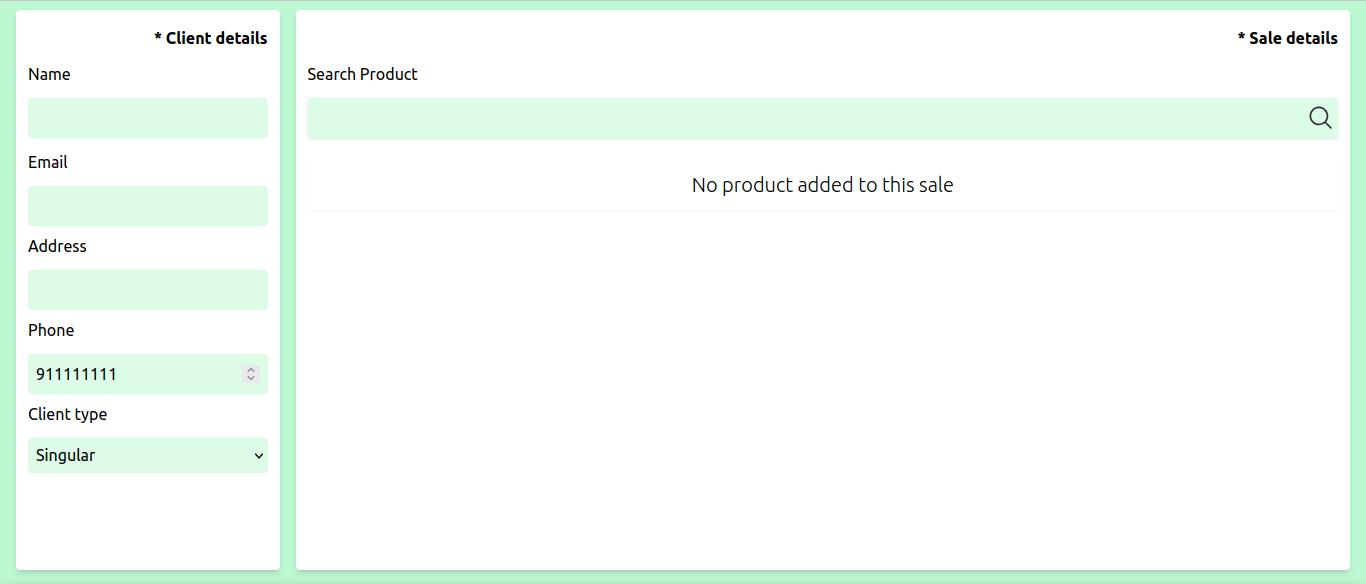 * Client details
Name
Email
Address
Phone
911111111
Client type
Singular
* Sale details
Search Product
No product added to this sale